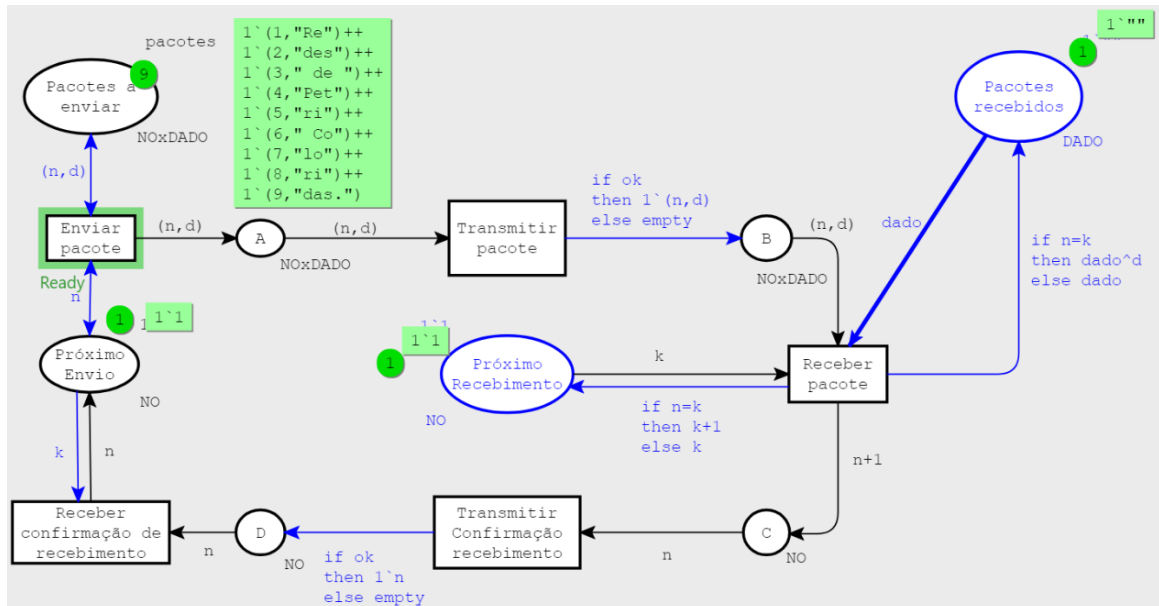 pacotes
1`(1,"Re")++
1`(2,"des")++
1`(3," de ")++
1`(4,"Pet")++
1`(5,"ri")++
1`(6," Co")++
1`(7,"lo")++
1`(8,"ri")++
1`(9,"das.")
Pacotes a
enviar
9
NOxDADO
(n,d)
Enviar
pacote
Ready
(n,d)
A
NOxDADO
(n,d)
Transmitir
pacote
if ok
then 1`(n,d)
else empty
B
NOxDADO
(n,d)
1`""
1
Pacotes
recebidos
DADO
dado
if n=k
then dado^d
else dado
n
1
1`1
Próximo
Envio
NO
1`1
1
Próximo
Recebimento
NO
k
if n=k
then k+1
else k
Receber
pacote
n+1
k
n
Receber
confirmação de
recebimento
n
D
NO
if ok
then 1`n
else empty
Transmitir
Confirmação
recebimento
n
C
NO